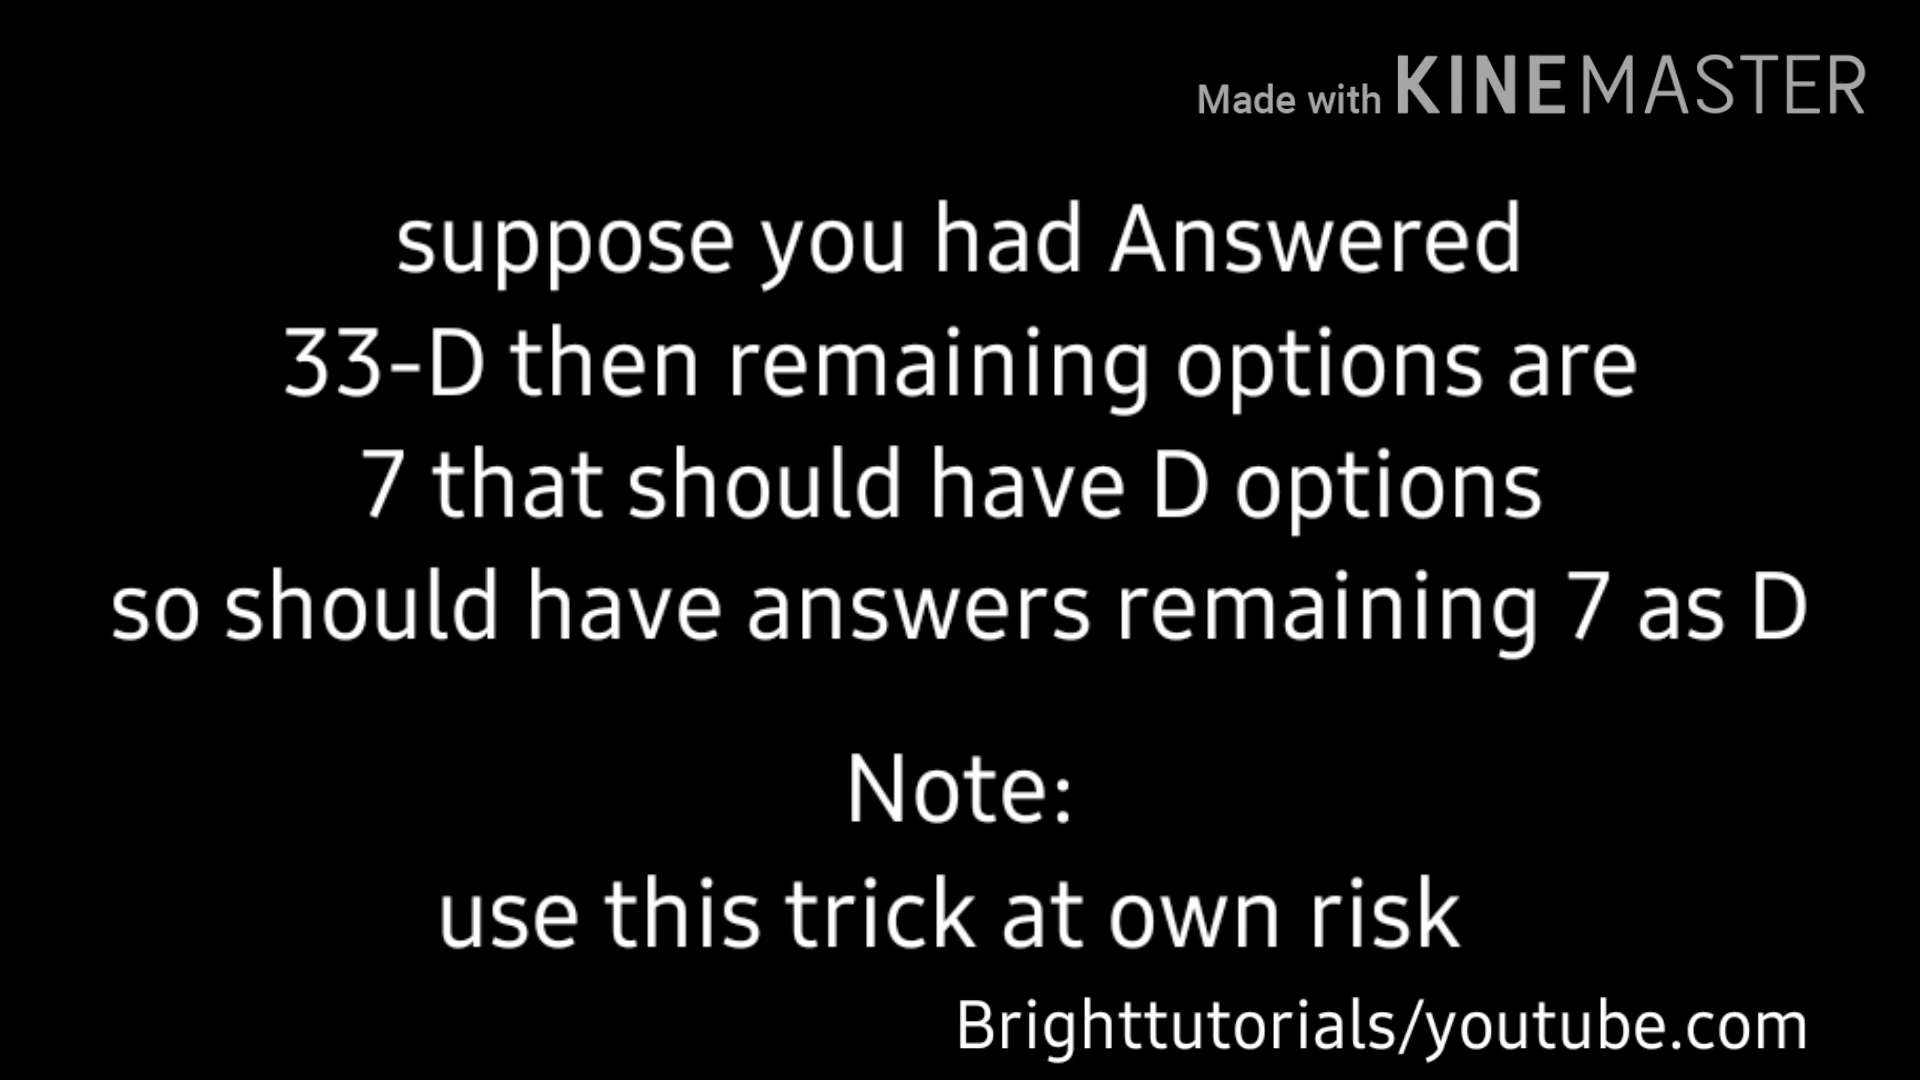 Made with KINEMASTER
suppose you had Answered
33-D then remaining options are
7 that should have D options
so should have answers remaining 7 as D
Note:
use this trick at own risk
Brighttutorials/youtube.com